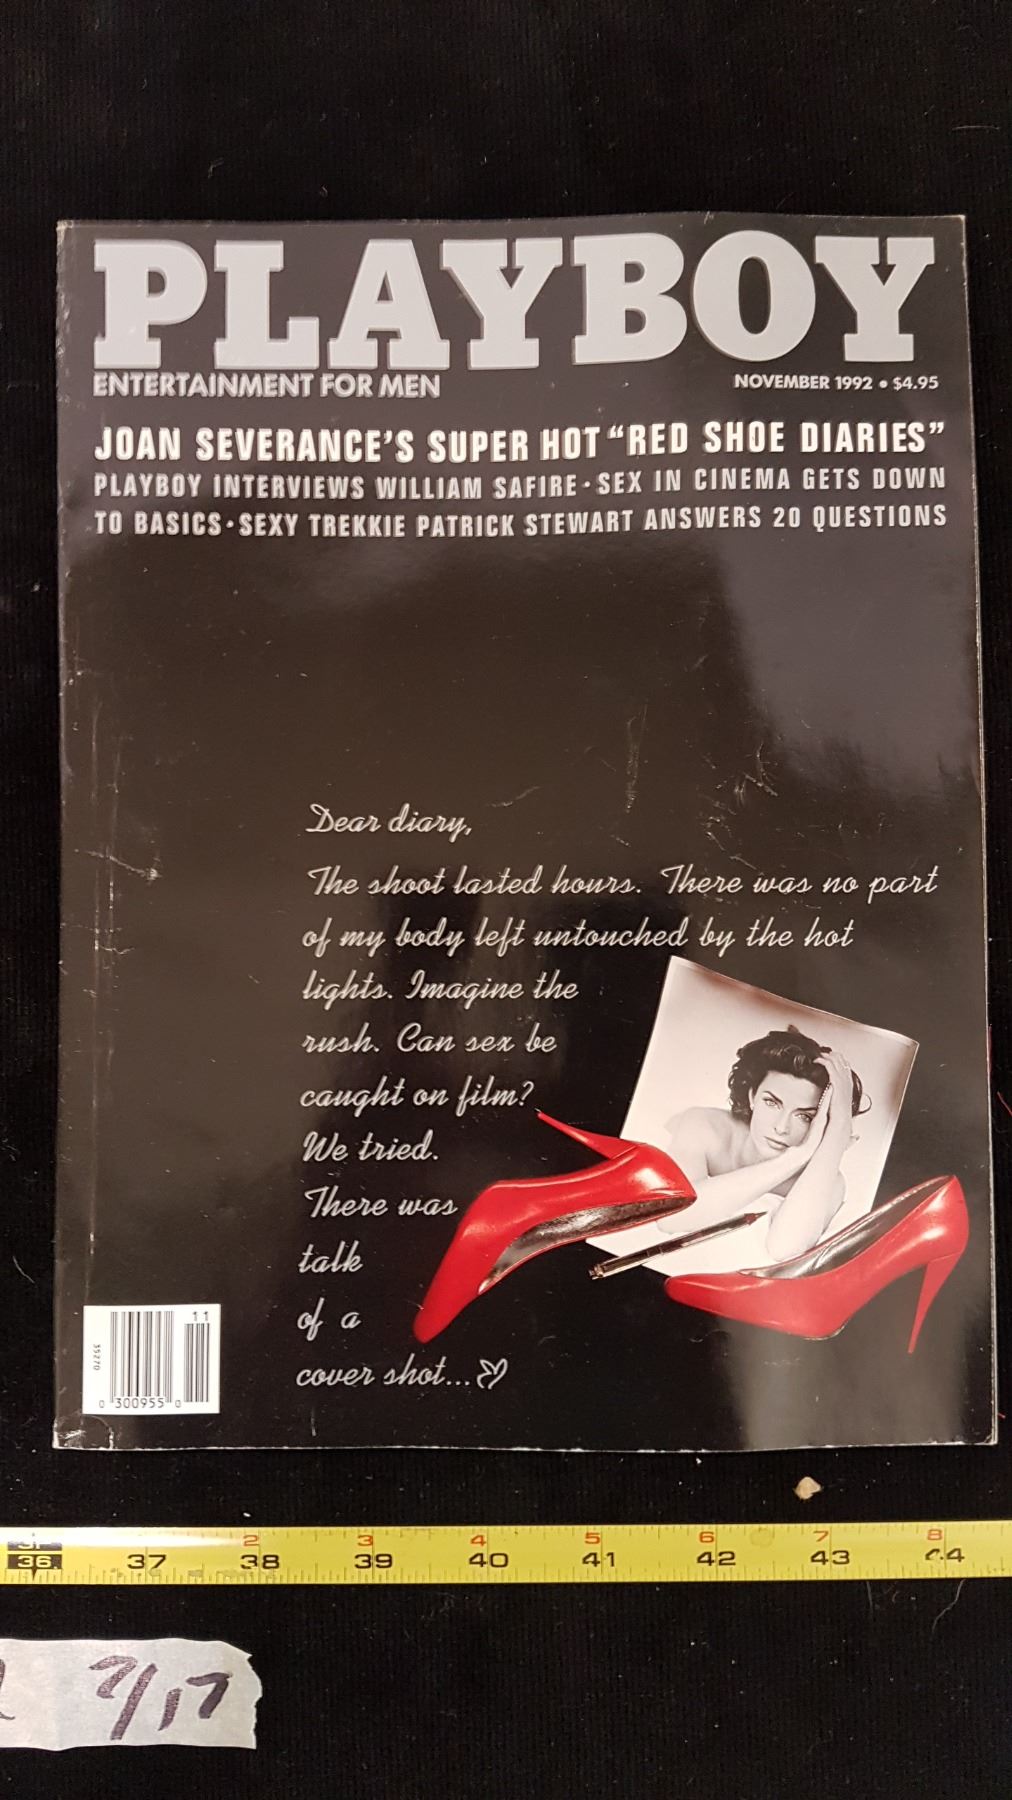 PLAYBOY
ENTERTAINMENT FOR MEN
NOVEMBER 1992 • $4.95
JOAN SEVERANCE'S SUPER HOT "RED SHOE DIARIES"
PLAYBOY INTERVIEWS WILLIAM SAFIRE • SEX IN CINEMA GETS DOWN
TO BASICS • SEXY TREKKIE PATRICK STEWART ANSWERS 20 QUESTIONS
Dear diary,
The shoot lasted hours. There was no part
of my body left untouched by the hot
lights. Imagine the
rush. Can sex be
caught on film?
We tried.
There was
talk
of a
cover shot...
11
35270
0 300955 0
2 3 4 5 6 7 8
36 37 38 39 40 41 42 43 44
7/17